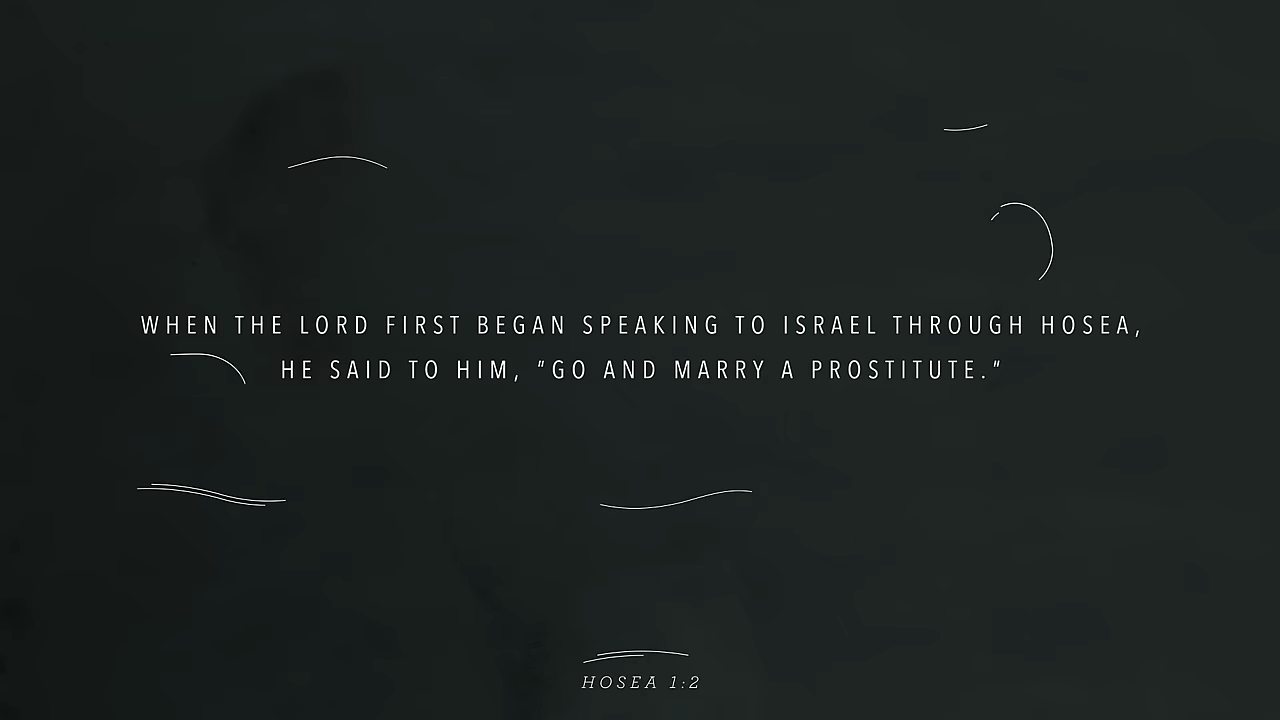 WHEN THE LORD FIRST BEGAN SPEAKING TO ISRAEL THROUGH HOSEA,
HE SAID TO HIM, "GO AND MARRY A PROSTITUTE."
HOSEA 1:2